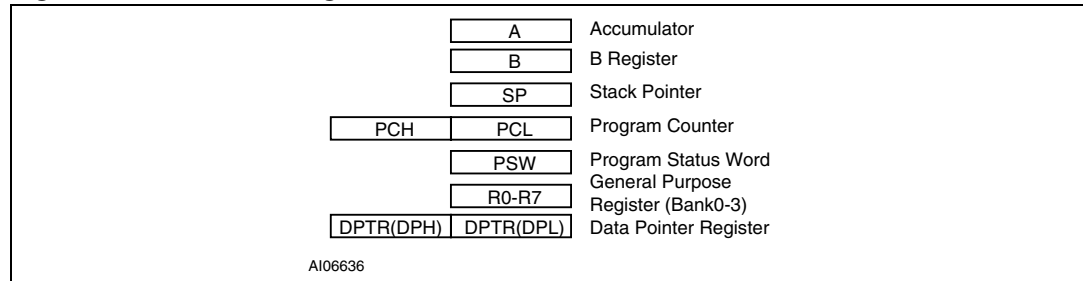 A Accumulator
B B Register
SP Stack Pointer
PCH PCL Program Counter
PSW Program Status Word
R0-R7 General Purpose
Register (Bank0-3)
DPTR(DPH) DPTR(DPL) Data Pointer Register
AI06636